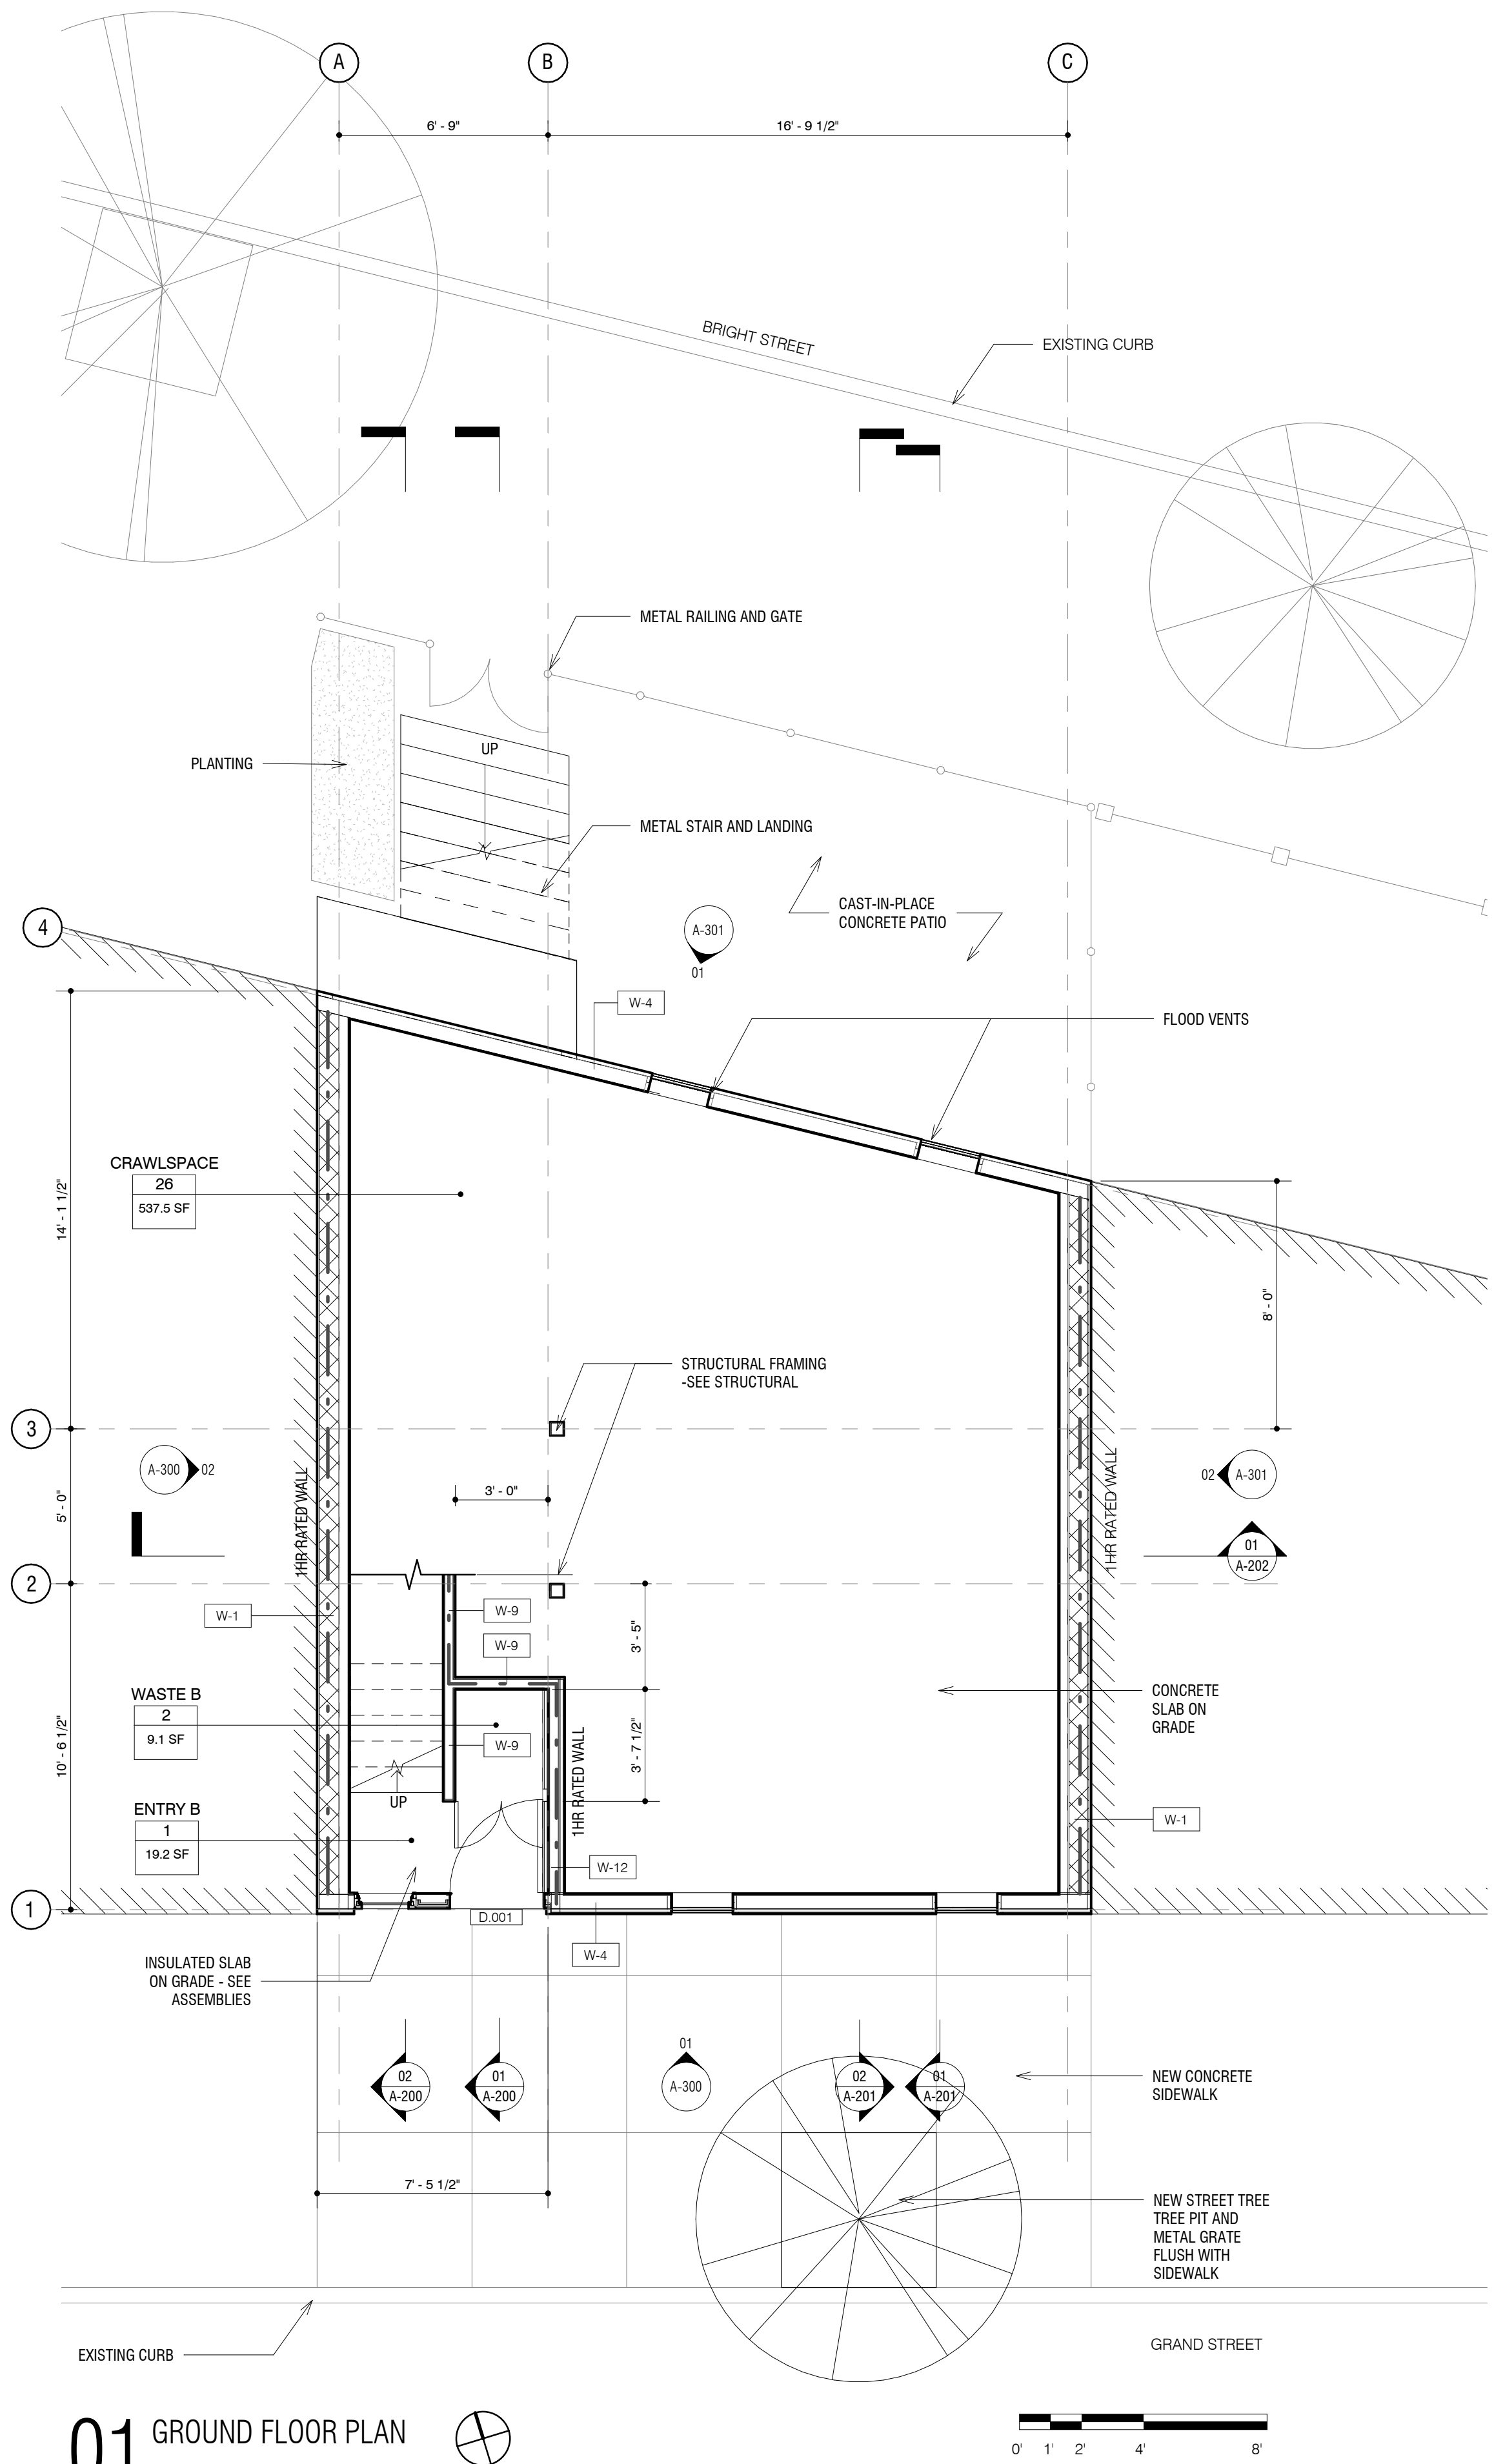 A
B
C
6' - 9"
16' - 9 1/2"
BRIGHT STREET
EXISTING CURB
METAL RAILING AND GATE
UP
PLANTING
METAL STAIR AND LANDING
CAST-IN-PLACE
CONCRETE PATIO
4
A-301
01
W-4
FLOOD VENTS
CRAWLSPACE
26
537.5 SF
14' - 1 1/2"
8' - 0"
STRUCTURAL FRAMING
-SEE STRUCTURAL
3
A-300
02
1HR RATED WALL
3' - 0"
5' - 0"
1HR RATED WALL
02
A-301
01
A-202
2
W-1
W-9
W-9
3' - 5"
WASTE B
2
9.1 SF
W-9
3' - 7 1/2"
1HR RATED WALL
CONCRETE
SLAB ON
GRADE
10' - 6 1/2"
UP
ENTRY B
1
19.2 SF
W-1
W-12
1
D.001
W-4
INSULATED SLAB
ON GRADE - SEE
ASSEMBLIES
02
A-200
01
A-200
01
A-300
02
A-201
01
A-201
NEW CONCRETE
SIDEWALK
7' - 5 1/2"
NEW STREET TREE
TREE PIT AND
METAL GRATE
FLUSH WITH
SIDEWALK
EXISTING CURB
GRAND STREET
01
GROUND FLOOR PLAN
0' 1' 2' 4' 8'